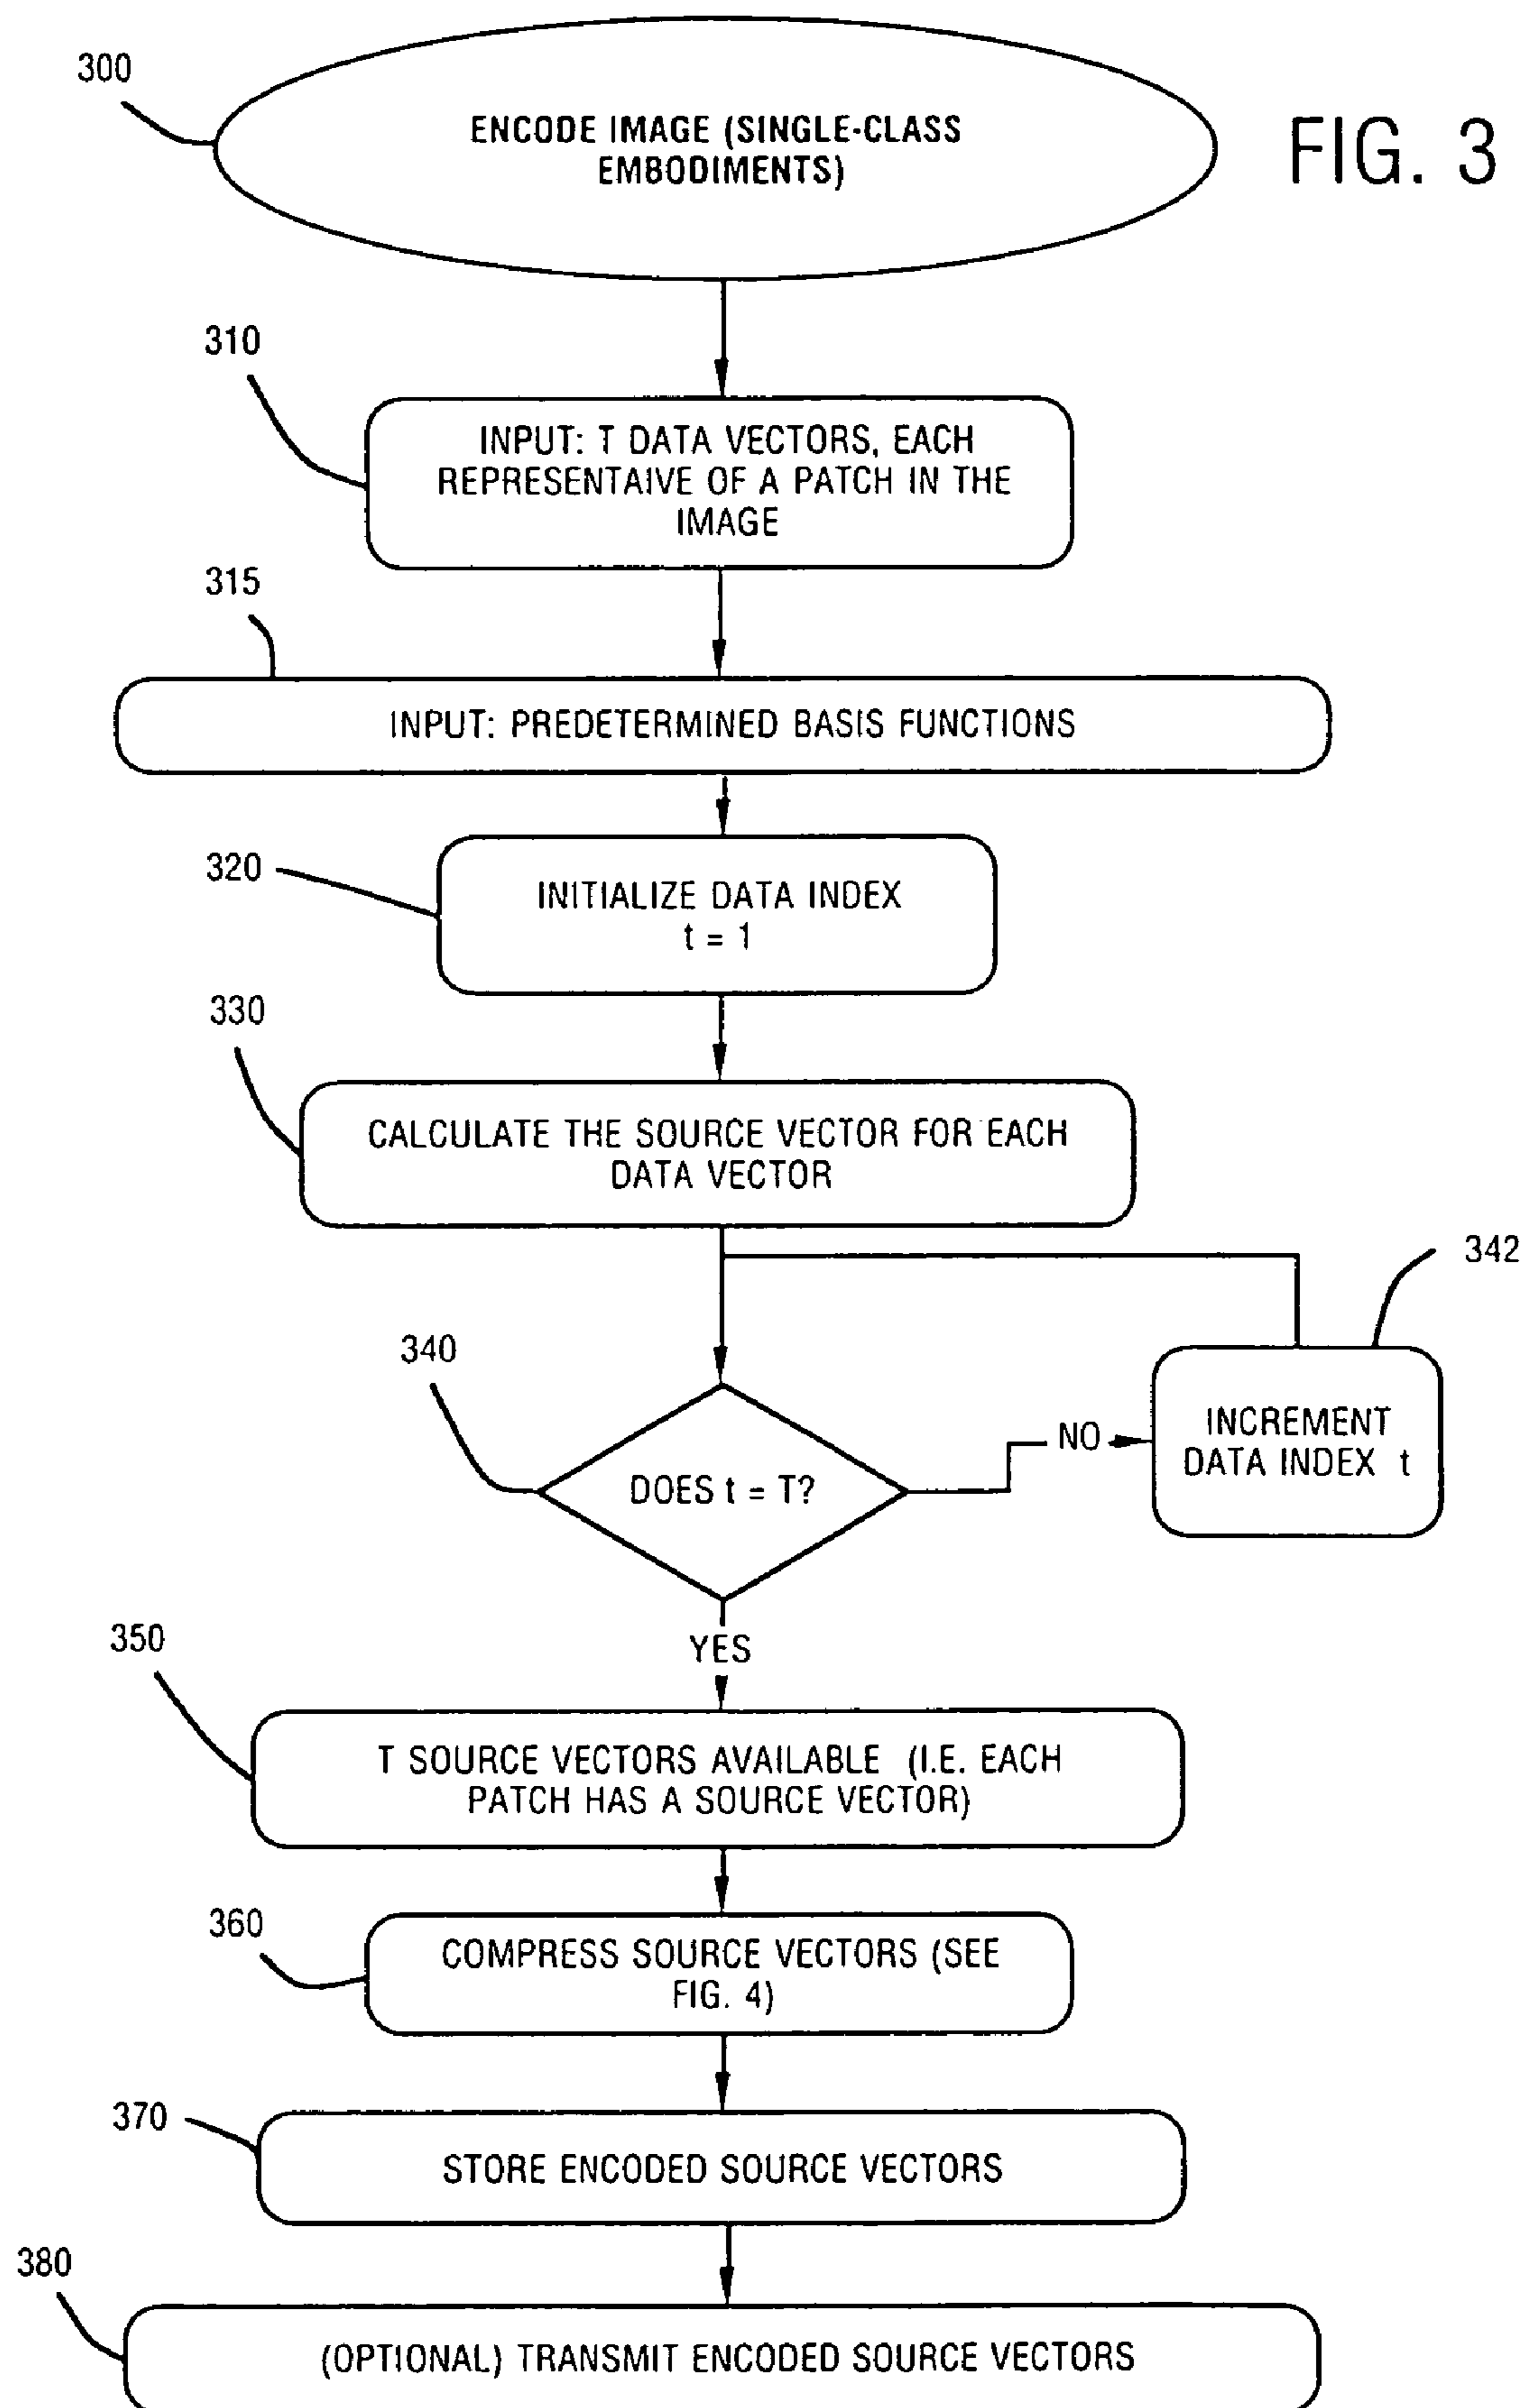 300
ENCODE IMAGE (SINGLE-CLASS
EMBODIMENTS)
FIG. 3
310
INPUT: T DATA VECTORS, EACH
REPRESENTAIVE OF A PATCH IN THE
IMAGE
315
INPUT: PREDETERMINED BASIS FUNCTIONS
320
INITIALIZE DATA INDEX
t = 1
330
CALCULATE THE SOURCE VECTOR FOR EACH
DATA VECTOR
342
340
DOES t = T?
NO
INCREMENT
DATA INDEX t
YES
350
T SOURCE VECTORS AVAILABLE (I.E. EACH
PATCH HAS A SOURCE VECTOR)
360
COMPRESS SOURCE VECTORS (SEE
FIG. 4)
370
STORE ENCODED SOURCE VECTORS
380
(OPTIONAL) TRANSMIT ENCODED SOURCE VECTORS